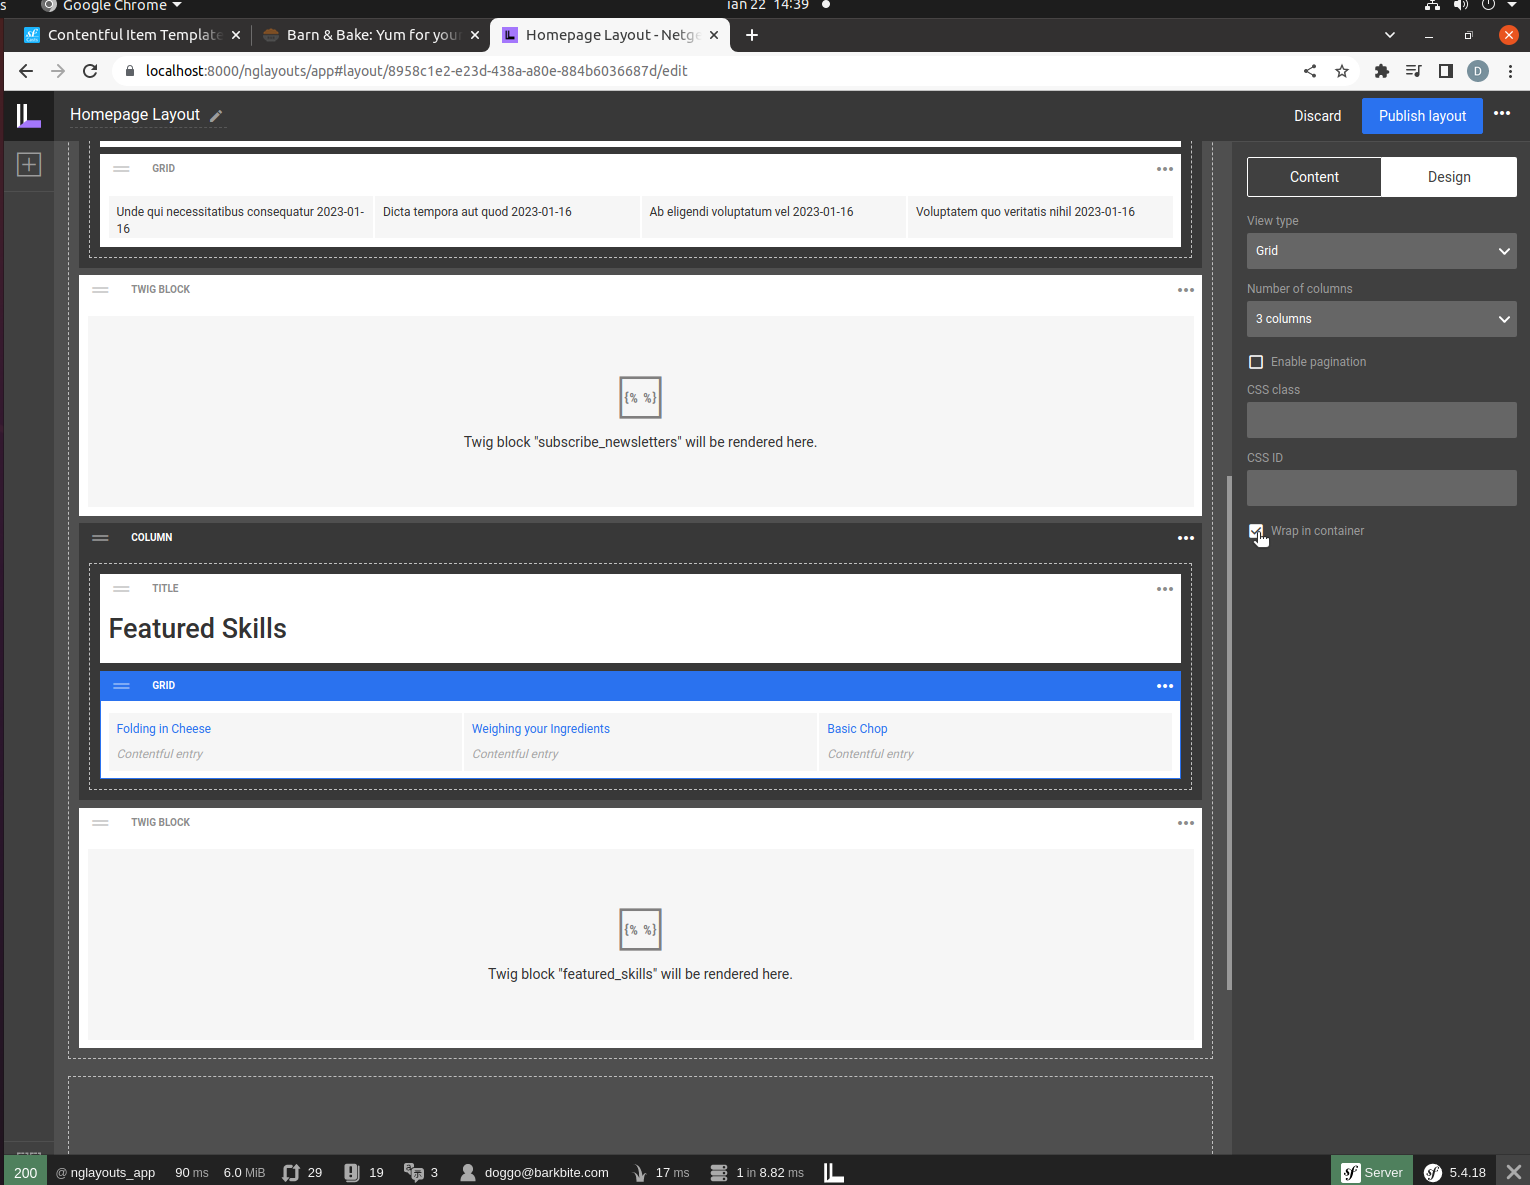 s Google Chrome ian 22 14:39
Contentful Item Template
Barn & Bake: Yum for your
Homepage Layout - Netge
localhost:8000/nglayouts/app#layout/8958c1e2-e23d-438a-a80e-884b6036687d/edit
D
Homepage Layout
Discard
Publish layout
GRID
Unde qui necessitatibus consequatur 2023-01-
16
Dicta tempora aut quod 2023-01-16
Ab eligendi voluptatum vel 2023-01-16
Voluptatem quo veritatis nihil 2023-01-16
TWIG BLOCK
{% %}
Twig block "subscribe_newsletters" will be rendered here.
COLUMN
TITLE
Featured Skills
GRID
Folding in Cheese
Contentful entry
Weighing your Ingredients
Contentful entry
Basic Chop
Contentful entry
TWIG BLOCK
{% %}
Twig block "featured_skills" will be rendered here.
Content
Design
View type
Grid
Number of columns
3 columns
Enable pagination
CSS class
CSS ID
Wrap in container
200 @ nglayouts_app 90 ms 6.0 MiB 29 19 3 doggo@barkbite.com 17 ms 1 in 8.82 ms sf Server sf 5.4.18